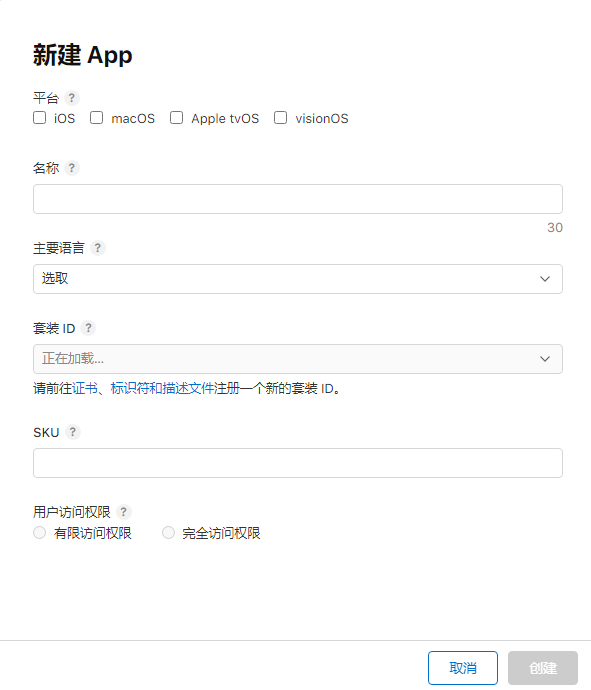 新建 App
平台 ?
iOS macOS Apple tvOS visionOS
名称 ?
30
主要语言 ?
选取
套装 ID ?
正在加载...
请前往证书、标识符和描述文件注册一个新的套装 ID。
SKU ?
用户访问权限 ?
有限访问权限 完全访问权限
取消 创建